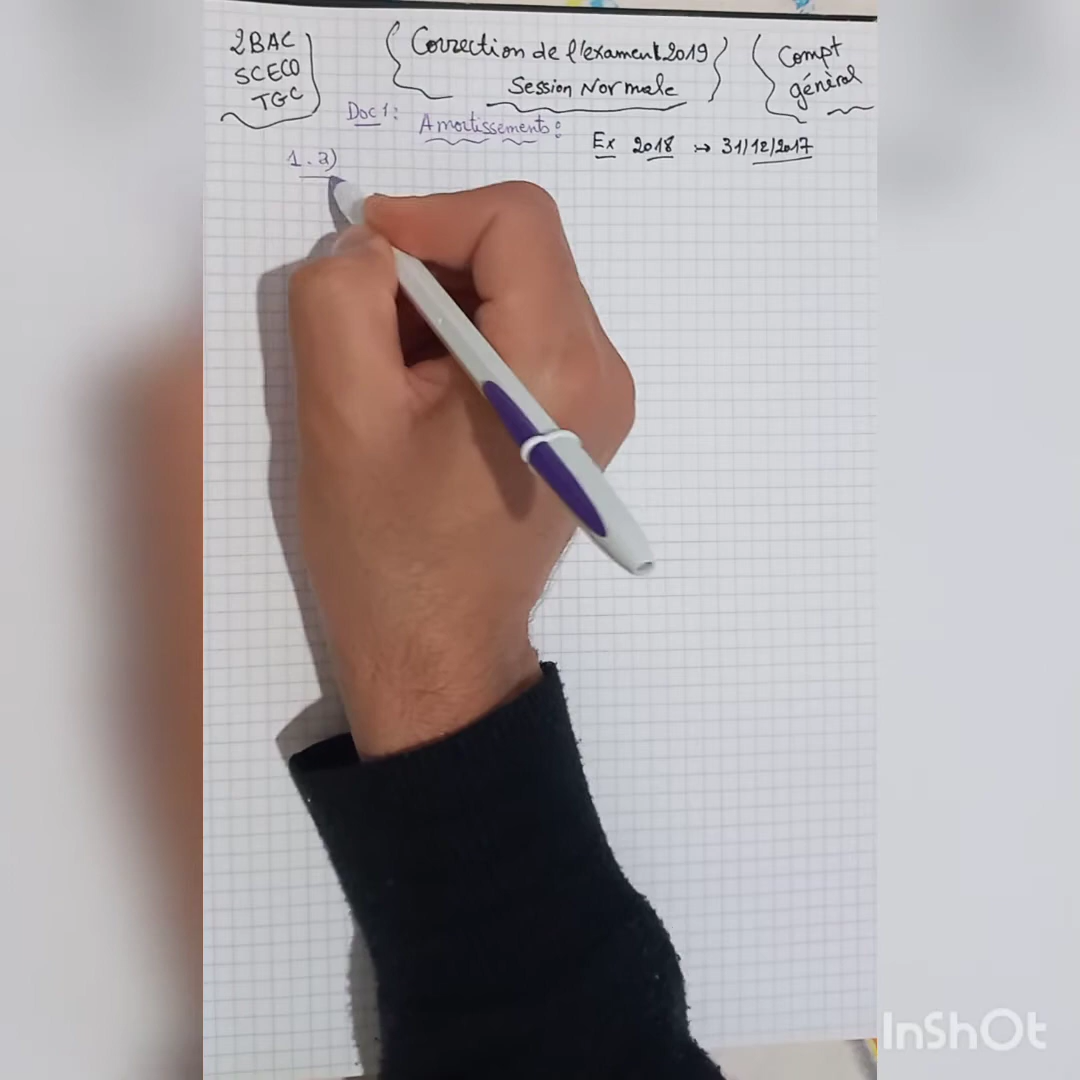 2BAC
SCECO
TGC
Correction de l'examen 2019
Session Normale
Compt
général
Doc 1: Amortissements:
Ex 2018 → 31/12/2017
1. a)
InShOt